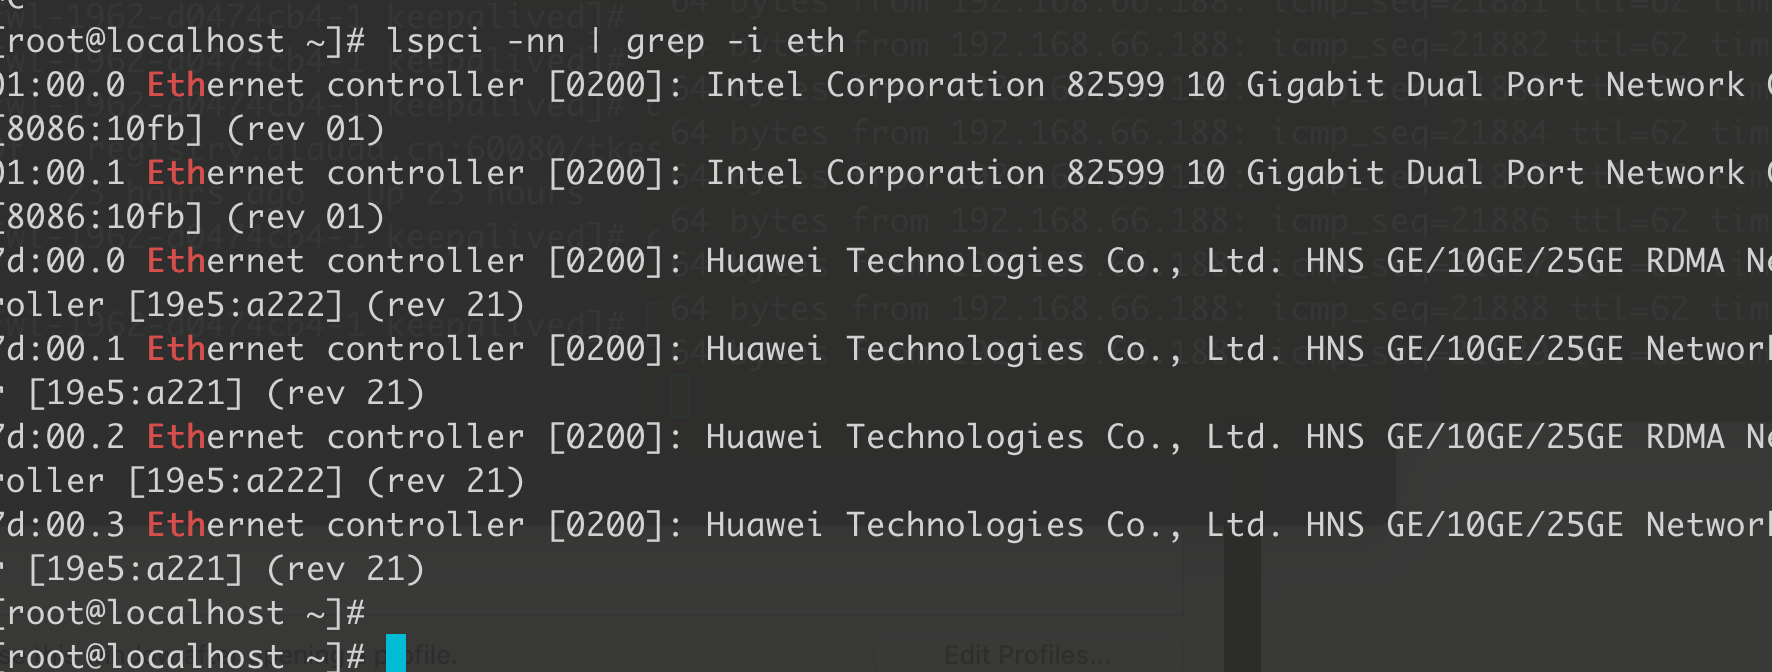 [root@localhost ~]# lspci -nn | grep -i eth
01:00.0 Ethernet controller [0200]: Intel Corporation 82599 10 Gigabit Dual Port Network
[8086:10fb] (rev 01)
01:00.1 Ethernet controller [0200]: Intel Corporation 82599 10 Gigabit Dual Port Network
[8086:10fb] (rev 01)
7d:00.0 Ethernet controller [0200]: Huawei Technologies Co., Ltd. HNS GE/10GE/25GE RDMA Ne
roller [19e5:a222] (rev 21)
7d:00.1 Ethernet controller [0200]: Huawei Technologies Co., Ltd. HNS GE/10GE/25GE Network
r [19e5:a221] (rev 21)
7d:00.2 Ethernet controller [0200]: Huawei Technologies Co., Ltd. HNS GE/10GE/25GE RDMA Ne
roller [19e5:a222] (rev 21)
7d:00.3 Ethernet controller [0200]: Huawei Technologies Co., Ltd. HNS GE/10GE/25GE Network
r [19e5:a221] (rev 21)
[root@localhost ~]#
[root@localhost ~]#
Edit Profiles...